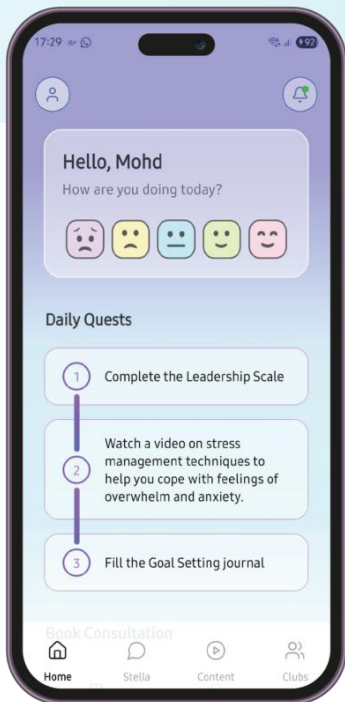 17:29
92
Hello, Mohd
How are you doing today?
Daily Quests
1
Complete the Leadership Scale
2
Watch a video on stress
management techniques to
help you cope with feelings of
overwhelm and anxiety.
3
Fill the Goal Setting journal
Book Consultation
Home
Stella
Content
Clubs